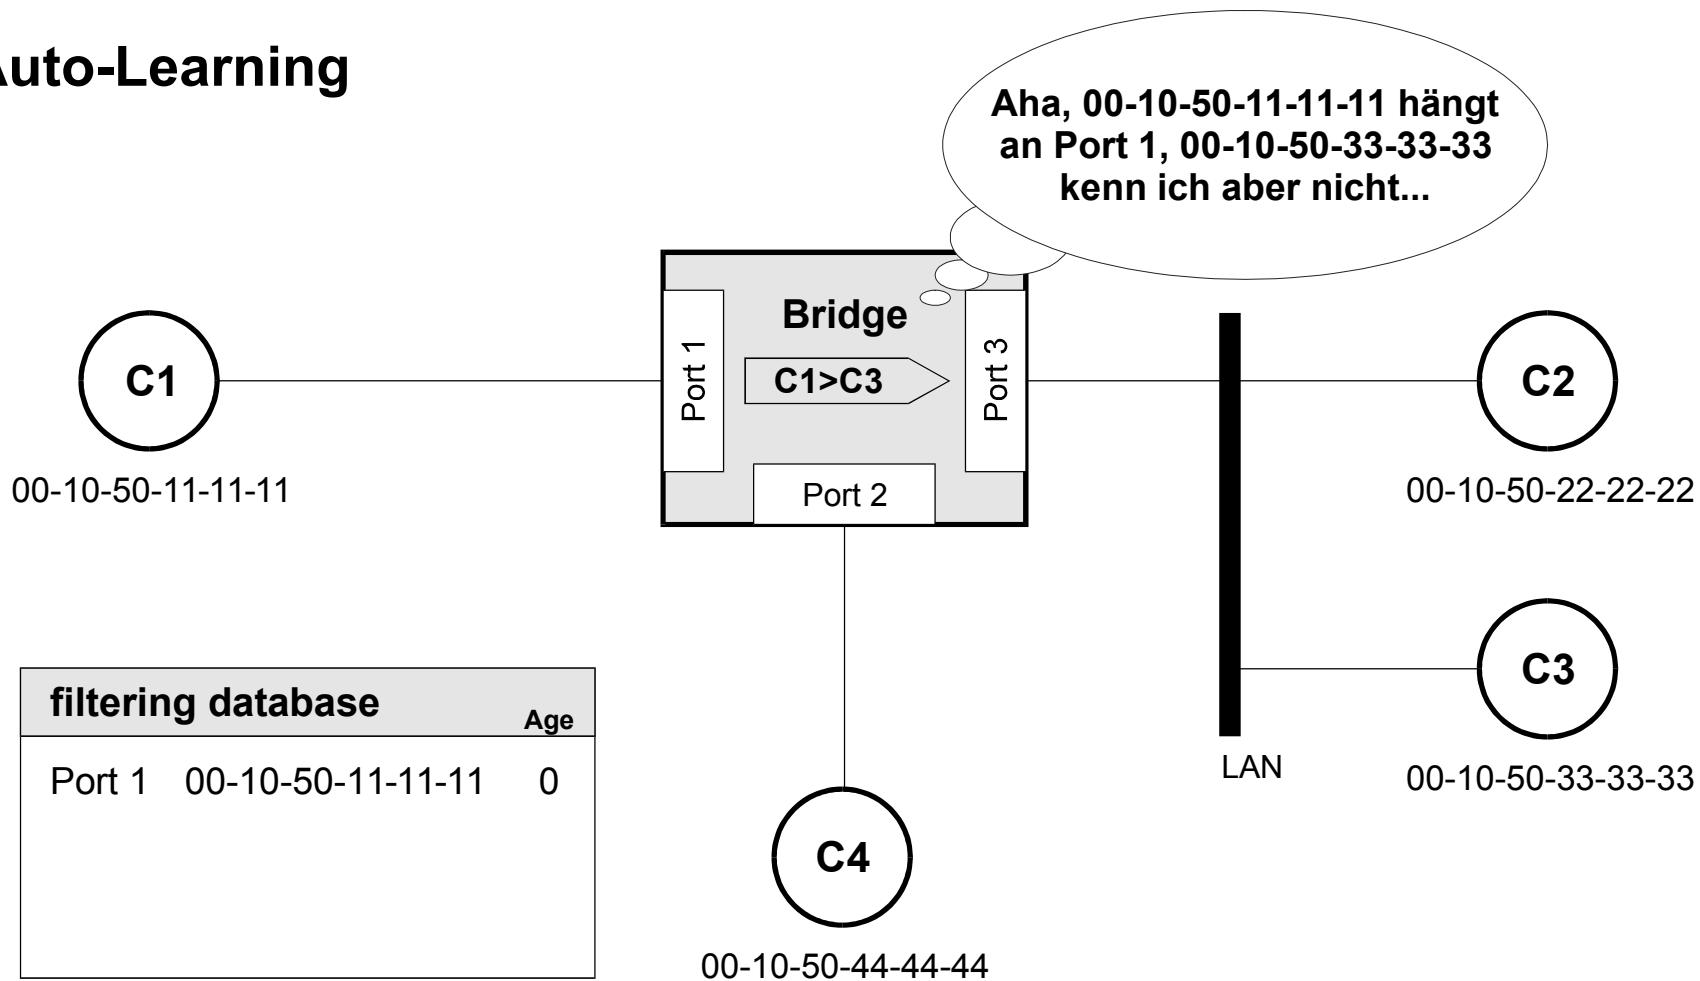 Auto-Learning
Aha, 00-10-50-11-11-11 hängt
an Port 1, 00-10-50-33-33-33
kenn ich aber nicht...
Bridge
Port 1
C1>C3
Port 3
Port 2
C1
00-10-50-11-11-11
C2
00-10-50-22-22-22
C3
00-10-50-33-33-33
LAN
C4
00-10-50-44-44-44
filtering database Age
Port 1 00-10-50-11-11-11 0